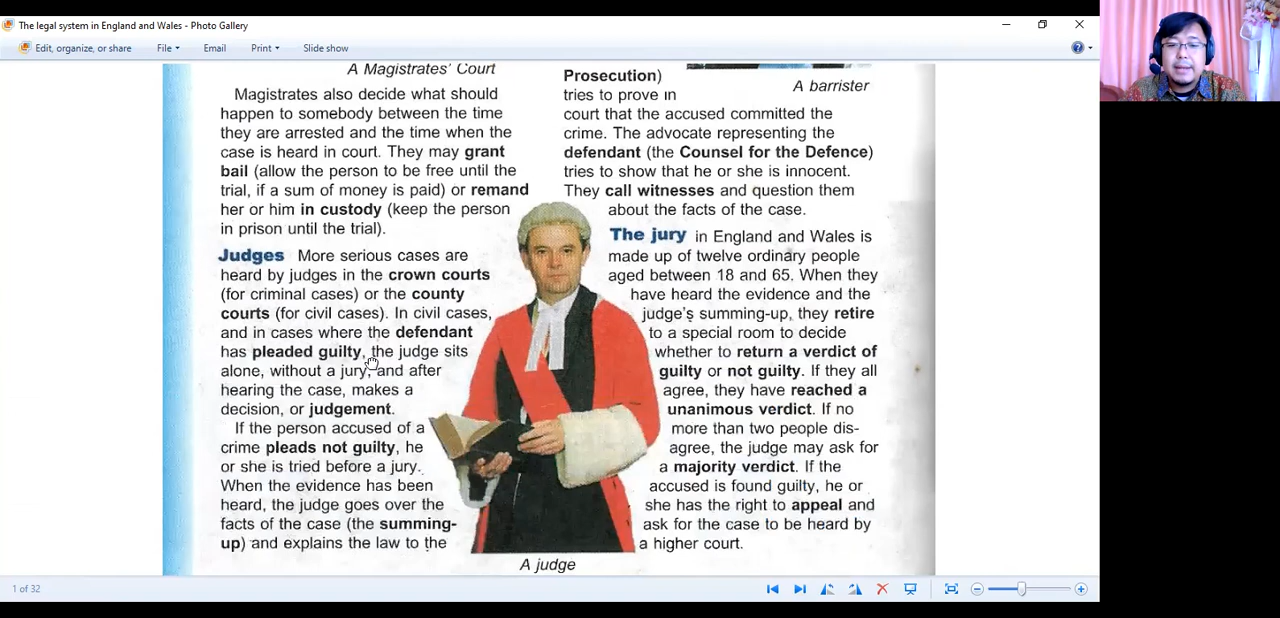 The legal system in England and Wales - Photo Gallery
Edit, organize, or share
File
Email
Print
Slide show
A Magistrates' Court
Magistrates also decide what should
happen to somebody between the time
they are arrested and the time when the
case is heard in court. They may grant
bail (allow the person to be free until the
trial, if a sum of money is paid) or remand
her or him in custody (keep the person
in prison until the trial).
Judges More serious cases are
heard by judges in the crown courts
(for criminal cases) or the county
courts (for civil cases). In civil cases,
and in cases where the defendant
has pleaded guilty, the judge sits
alone, without a jury, and after
hearing the case, makes a
decision, or judgement.
If the person accused of a
crime pleads not guilty, he
or she is tried before a jury.
When the evidence has been
heard, the judge goes over the
facts of the case (the summing-
up) and explains the law to the
A judge
Prosecution)
tries to prove in
A barrister
court that the accused committed the
crime. The advocate representing the
defendant (the Counsel for the Defence)
tries to show that he or she is innocent.
They call witnesses and question them
about the facts of the case.
The jury in England and Wales is
made up of twelve ordinary people
aged between 18 and 65. When they
have heard the evidence and the
judge's summing-up, they retire
to a special room to decide
whether to return a verdict of
guilty or not guilty. If they all
agree, they have reached a
unanimous verdict. If no
more than two people dis-
agree, the judge may ask for
a majority verdict. If the
accused is found guilty, he or
she has the right to appeal and
ask for the case to be heard by
a higher court.
1 of 32